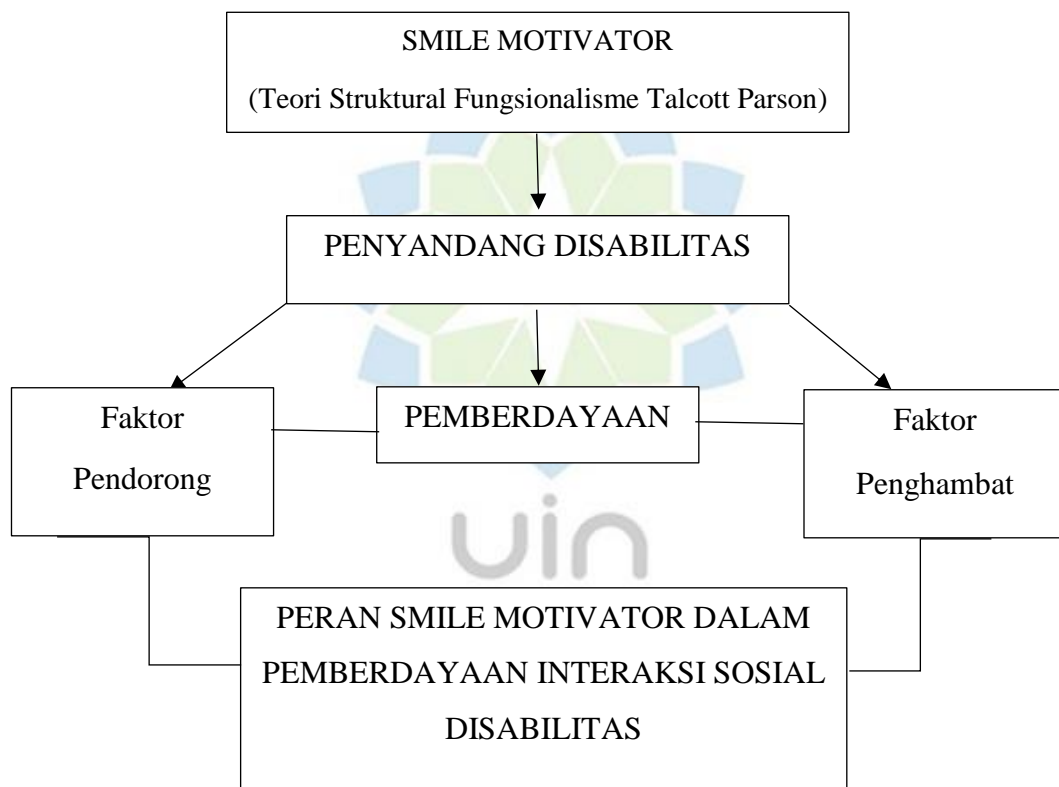 SMILE MOTIVATOR
(Teori Struktural Fungsionalisme Talcott Parson)
PENYANDANG DISABILITAS
Faktor
Pendorong
PEMBERDAYAAN
Faktor
Penghambat
uin
PERAN SMILE MOTIVATOR DALAM
PEMBERDAYAAN INTERAKSI SOSIAL
DISABILITAS